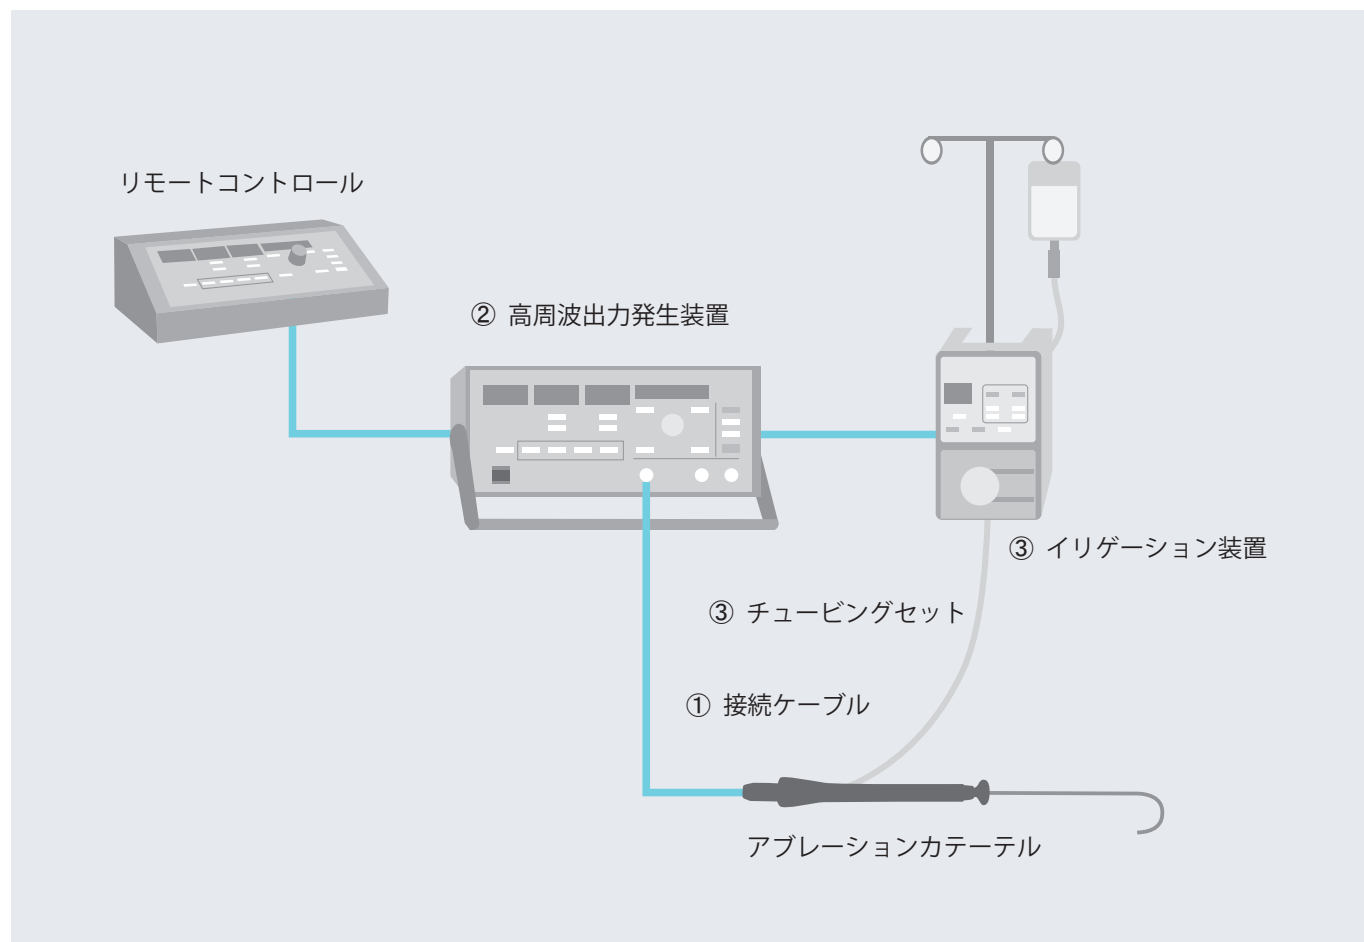 リモートコントロール
② 高周波出力発生装置
③ イリゲーション装置
③ チュービングセット
① 接続ケーブル
アブレーションカテーテル